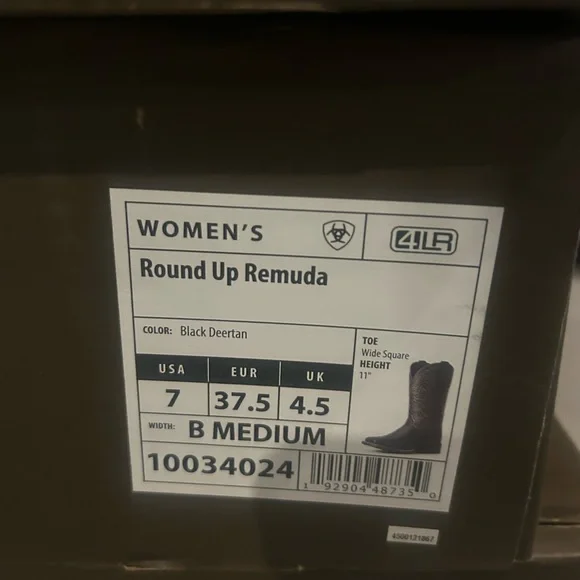 WOMEN'S
4LR
Round Up Remuda
COLOR: Black Deertan
TOE
Wide Square
HEIGHT
11"
USA EUR UK
7 37.5 4.5
WIDTH: B MEDIUM
10034024
1 92904 48735 0
4500121867